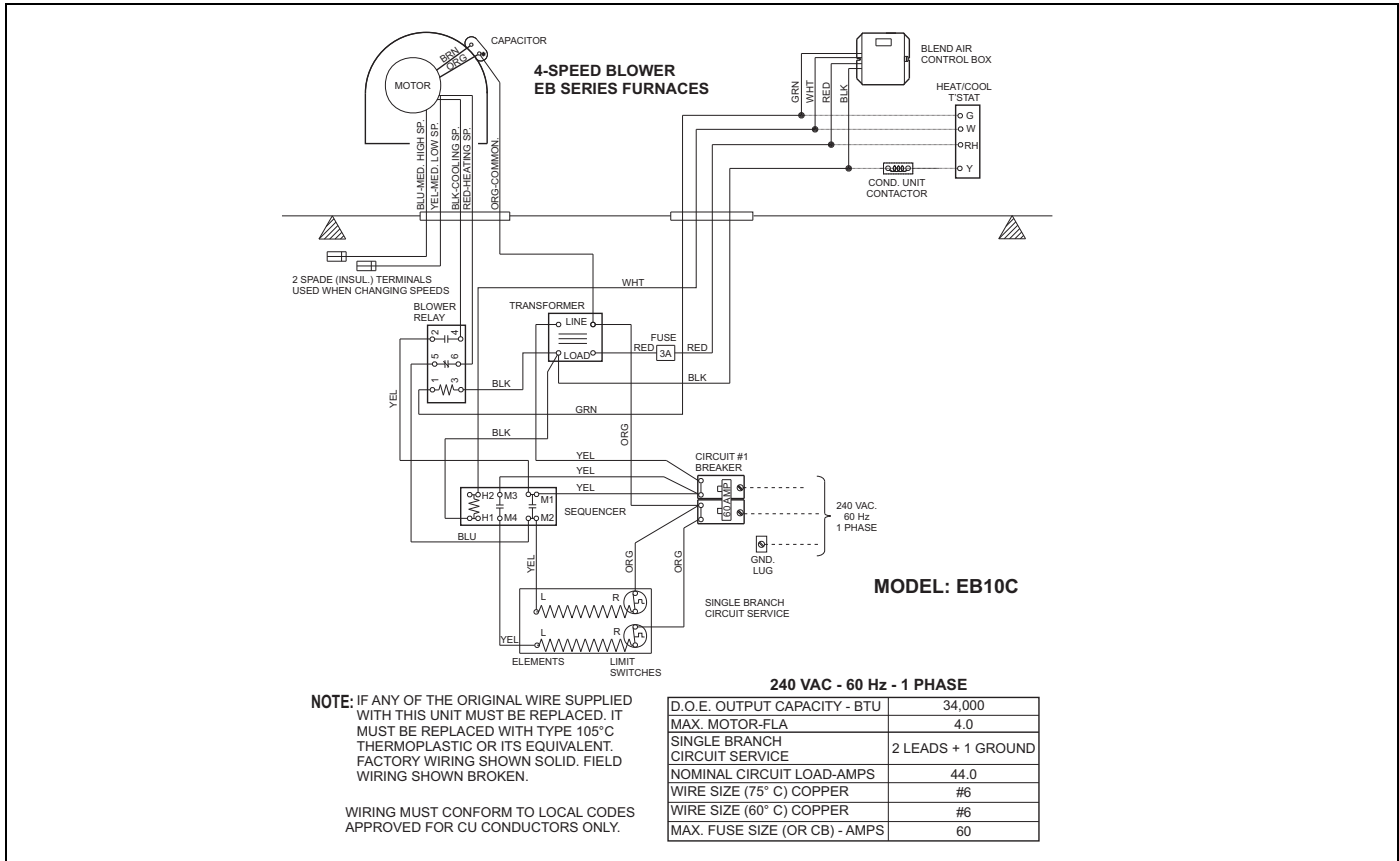 CAPACITOR
BRN
ORG
MOTOR
4-SPEED BLOWER
EB SERIES FURNACES
BLEND AIR
CONTROL BOX
GRN
WHT
RED
BLK
HEAT/COOL
T'STAT
G
W
RH
Y
COND. UNIT
CONTACTOR
BLU-MED. HIGH SP.
YEL-MED. LOW SP.
BLK-COOLING SP.
RED-HEATING SP.
ORG-COMMON.
2 SPADE (INSUL.) TERMINALS
USED WHEN CHANGING SPEEDS
WHT
BLOWER
RELAY
2
4
5
6
1
3
TRANSFORMER
LINE
LOAD
RED
FUSE
3A
RED
BLK
BLK
GRN
YEL
BLK
ORG
YEL
YEL
YEL
CIRCUIT #1
BREAKER
60 AMP
240 VAC.
60 Hz
1 PHASE
H2
M3
M1
H1
M4
M2
SEQUENCER
BLU
YEL
ORG
ORG
GND.
LUG
MODEL: EB10C
L
R
L
R
YEL
SINGLE BRANCH
CIRCUIT SERVICE
ELEMENTS
LIMIT
SWITCHES
NOTE: IF ANY OF THE ORIGINAL WIRE SUPPLIED
WITH THIS UNIT MUST BE REPLACED. IT
MUST BE REPLACED WITH TYPE 105°C
THERMOPLASTIC OR ITS EQUIVALENT.
FACTORY WIRING SHOWN SOLID. FIELD
WIRING SHOWN BROKEN.
WIRING MUST CONFORM TO LOCAL CODES
APPROVED FOR CU CONDUCTORS ONLY.
240 VAC - 60 Hz - 1 PHASE
D.O.E. OUTPUT CAPACITY - BTU 34,000
MAX. MOTOR-FLA 4.0
SINGLE BRANCH
CIRCUIT SERVICE 2 LEADS + 1 GROUND
NOMINAL CIRCUIT LOAD-AMPS 44.0
WIRE SIZE (75° C) COPPER #6
WIRE SIZE (60° C) COPPER #6
MAX. FUSE SIZE (OR CB) - AMPS 60